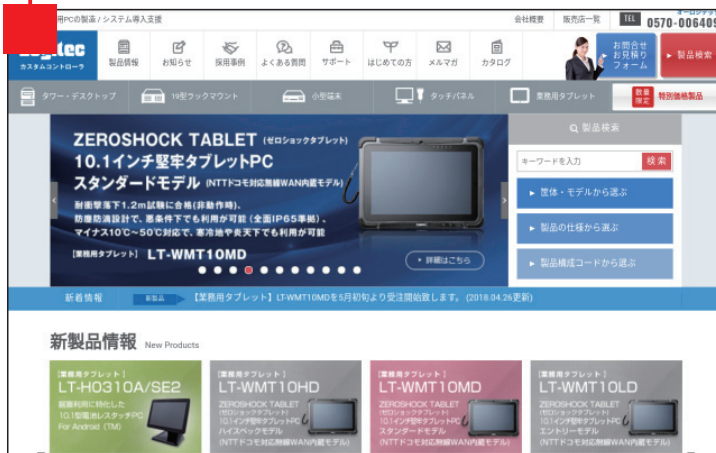 用PCの製造 / システム導入支援
会社概要 販売店一覧 TEL 0570-006409
カスタムコントローラ
製品情報 お知らせ 採用事例 よくある質問 サポート はじめての方 メルマガ カタログ
お問合せ
お見積り
フォーム
▸ 製品検索
タワー・デスクトップ 19型ラックマウント 小型端末 タッチパネル 業務用タブレット 数量限定 特別価格製品
ZEROSHOCK TABLET (ゼロショックタブレット)
10.1インチ堅牢タブレットPC
スタンダードモデル (NTTドコモ対応無線WAN内蔵モデル)
耐衝撃落下1.2m試験に合格(非動作時)、
防塵防滴設計で、悪条件下でも利用が可能(全面IP65準拠)、
マイナス10℃~50℃対応で、寒冷地や炎天下でも利用が可能
[業務用タブレット] LT-WMT10MD
▸ 詳細はこちら
製品検索
キーワードを入力 検索
▸ 筐体・モデルから選ぶ
▸ 製品の仕様から選ぶ
▸ 製品構成コードから選ぶ
新着情報 新製品 【業務用タブレット】LT-WMT10MDを5月初旬より受注開始致します。 (2018.04.26更新)
新製品情報 New Products
[業務用タブレット]
LT-H0310A/SE2
据置利用に特化した
10.1型電池レスタッチPC
For Android (TM)
[業務用タブレット]
LT-WMT10HD
ZEROSHOCK TABLET
(ゼロショックタブレット)
10.1インチ堅牢タブレットPC
ハイスペックモデル
(NTTドコモ対応無線WAN内蔵モデル)
[業務用タブレット]
LT-WMT10MD
ZEROSHOCK TABLET
(ゼロショックタブレット)
10.1インチ堅牢タブレットPC
スタンダードモデル
(NTTドコモ対応無線WAN内蔵モデル)
[業務用タブレット]
LT-WMT10LD
ZEROSHOCK TABLET
(ゼロショックタブレット)
10.1インチ堅牢タブレットPC
エントリーモデル
(NTTドコモ対応無線WAN内蔵モデル)